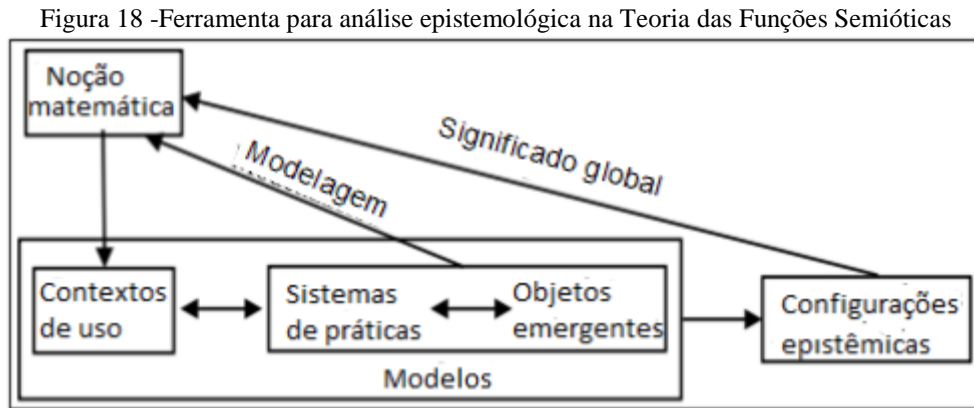 Figura 18 -Ferramenta para análise epistemológica na Teoria das Funções Semióticas
Noção
matemática
Significado global
Modelagem
Contextos
de uso
Sistemas
de práticas
Objetos
emergentes
Configurações
epistêmicas
Modelos